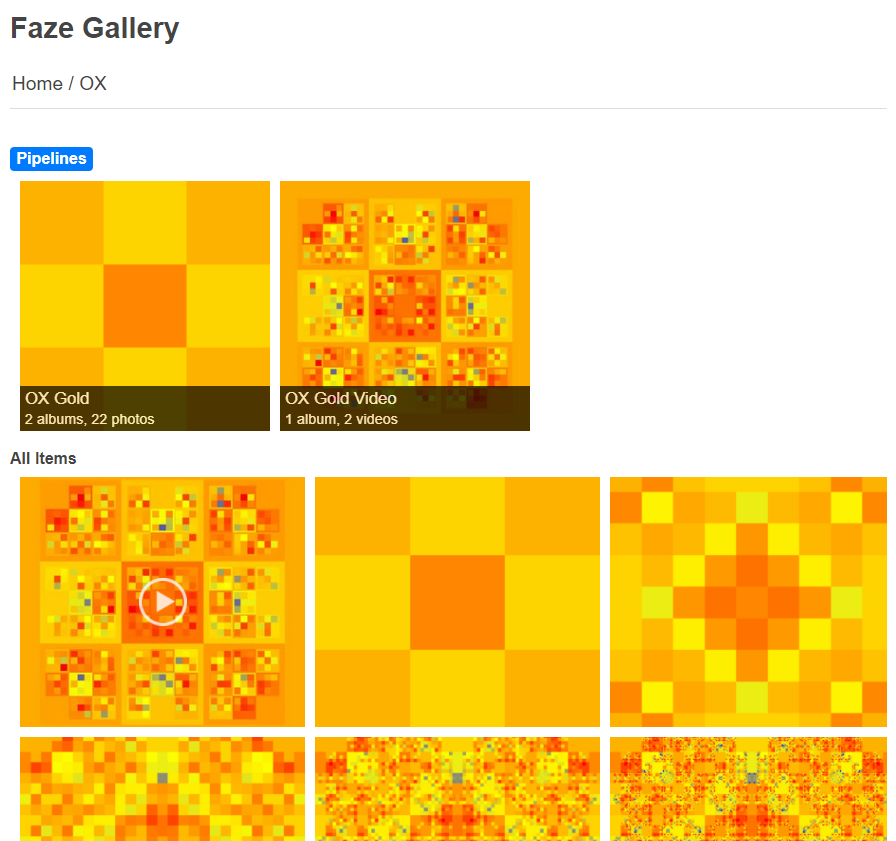 Faze Gallery
Home / OX
Pipelines
OX Gold
2 albums, 22 photos
OX Gold Video
1 album, 2 videos
All Items